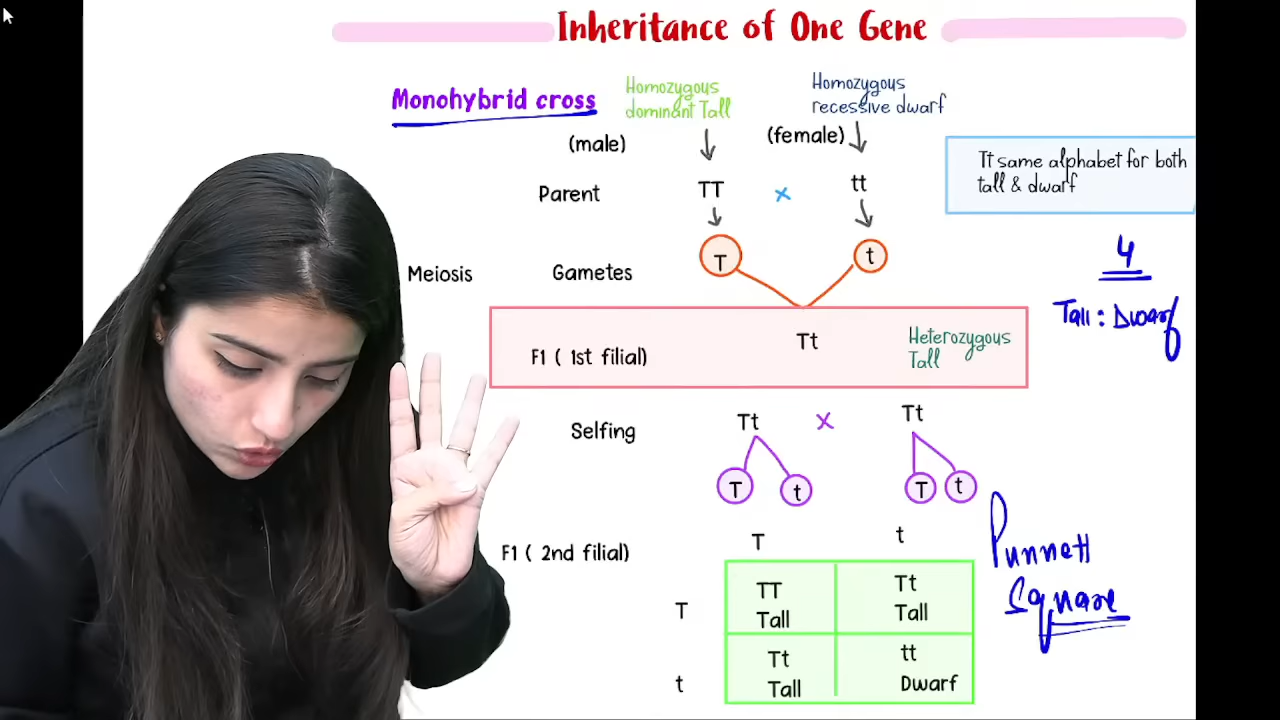 Inheritance of One Gene
Monohybrid cross
Homozygous
dominant Tall
Homozygous
recessive dwarf
(male)
(female)
Parent
TT
x
tt
Tt same alphabet for both
tall & dwarf
Meiosis
Gametes
T
t
4
Tall : Dwarf
F1 ( 1st filial)
Tt
Heterozygous
Tall
Selfing
Tt
x
Tt
T
t
T
t
F1 ( 2nd filial)
T
t
Punnett
Square
T
TT
Tall
Tt
Tall
t
Tt
Tall
tt
Dwarf